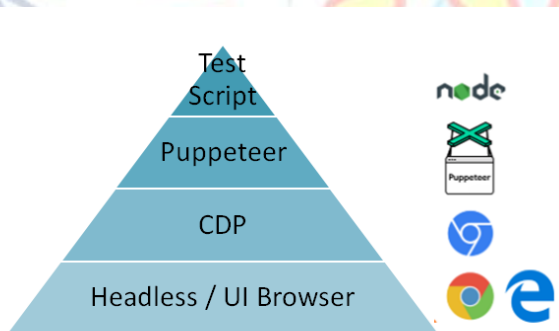 Test
Script
node
Puppeteer
Puppeteer
CDP
Headless / UI Browser